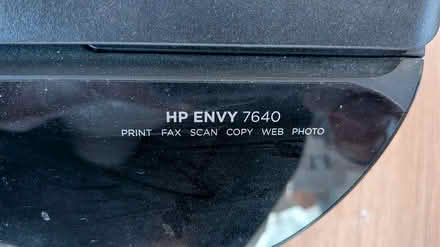 HP ENVY 7640
PRINT FAX SCAN COPY WEB PHOTO